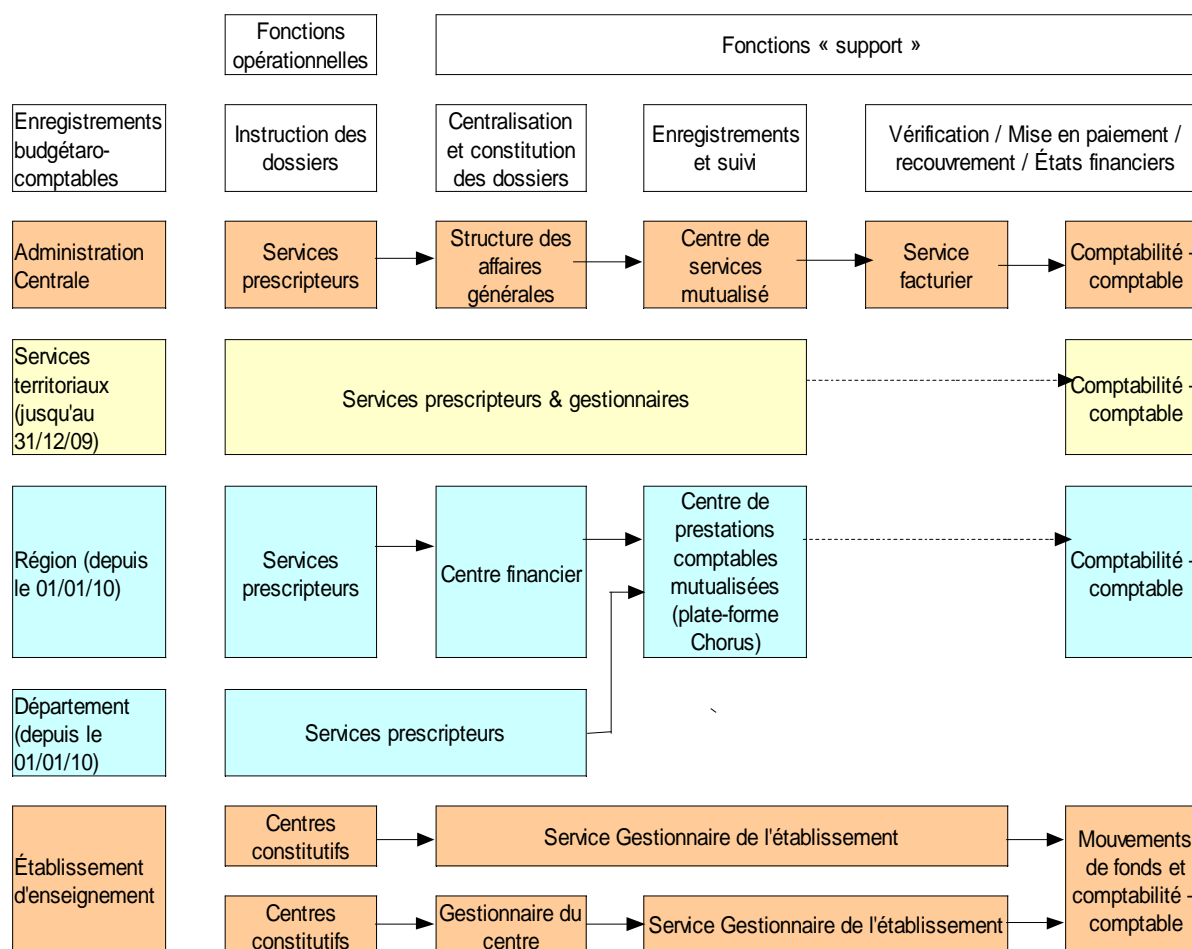 Fonctions
opérationnelles
Fonctions « support »
Enregistrements
budgétaro-
comptables
Instruction des
dossiers
Centralisation
et constitution
des dossiers
Enregistrements
et suivi
Vérification / Mise en paiement /
recouvrement / États financiers
Administration
Centrale
Services
prescripteurs
Structure des
affaires
générales
Centre de
services
mutualisé
Service
facturier
Comptabilité -
comptable
Services
territoriaux
(jusqu'au
31/12/09)
Services prescripteurs & gestionnaires
Comptabilité -
comptable
Région (depuis
le 01/01/10)
Services
prescripteurs
Centre financier
Centre de
prestations
comptables
mutualisées
(plate-forme
Chorus)
Comptabilité -
comptable
Département
(depuis le
01/01/10)
Services prescripteurs
Établissement
d'enseignement
Centres
constitutifs
Service Gestionnaire de l'établissement
Mouvements
de fonds et
comptabilité -
comptable
Centres
constitutifs
Gestionnaire du
centre
Service Gestionnaire de l'établissement